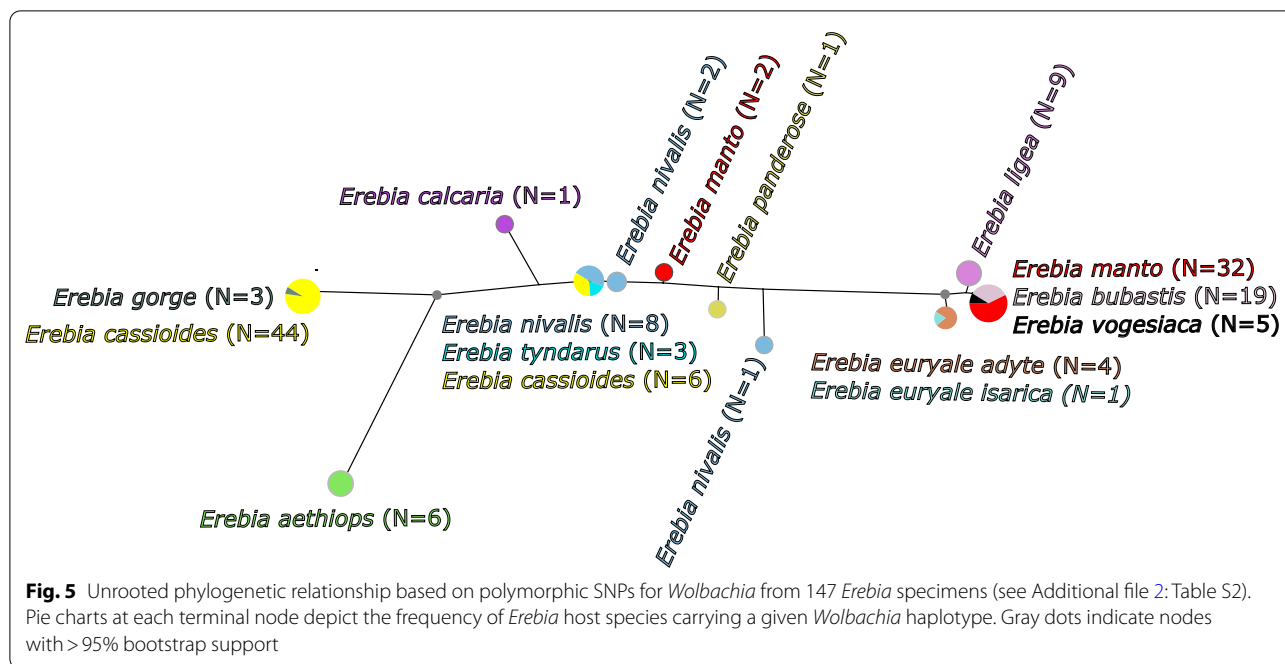 Erebia nivalis (N=2)
Erebia manto (N=2)
Erebia panderose (N=1)
Erebia ligea (N=9)
Erebia calcaria (N=1)
Erebia gorge (N=3)
Erebia cassioides (N=44)
Erebia nivalis (N=8)
Erebia tyndarus (N=3)
Erebia cassioides (N=6)
Erebia manto (N=32)
Erebia bubastis (N=19)
Erebia vogesiaca (N=5)
Erebia euryale adyte (N=4)
Erebia euryale isarica (N=1)
Erebia nivalis (N=1)
Erebia aethiops (N=6)
Fig. 5 Unrooted phylogenetic relationship based on polymorphic SNPs for Wolbachia from 147 Erebia specimens (see Additional file 2: Table S2).
Pie charts at each terminal node depict the frequency of Erebia host species carrying a given Wolbachia haplotype. Gray dots indicate nodes
with > 95% bootstrap support